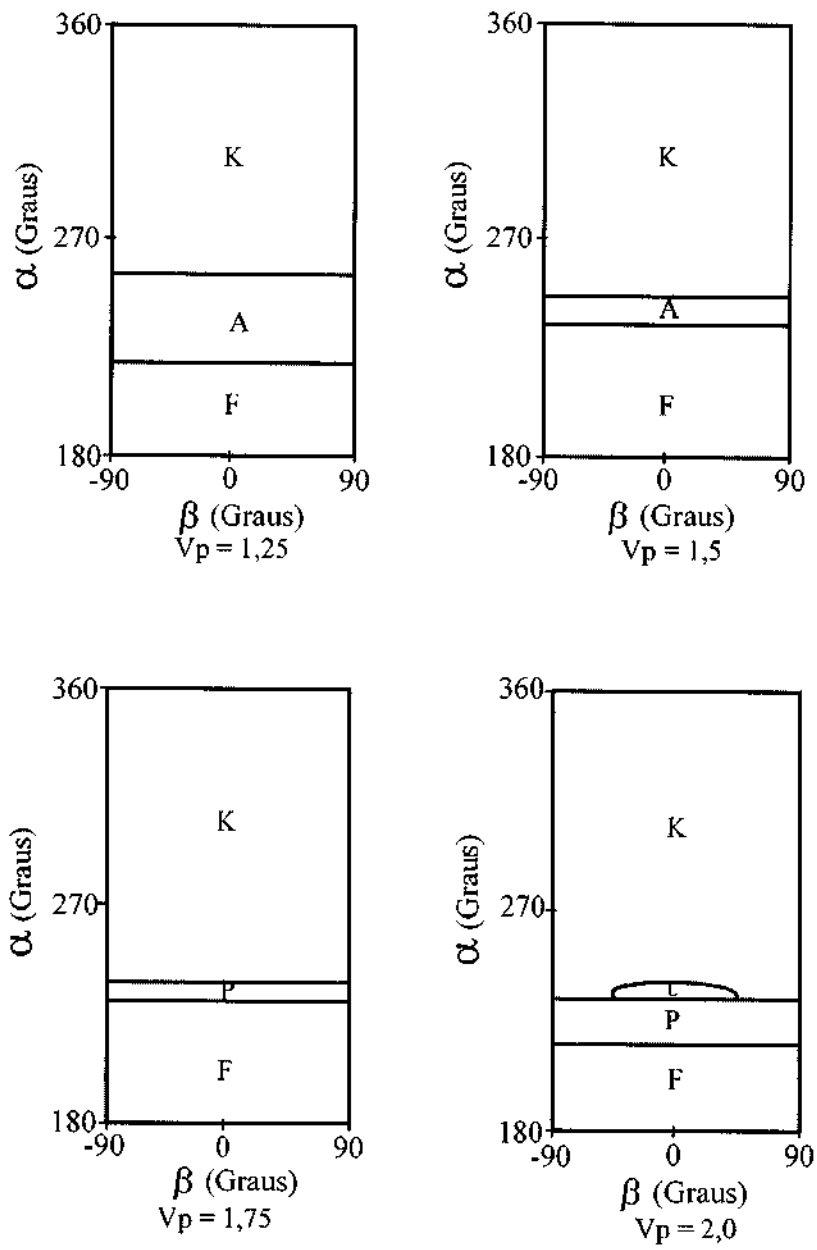 360
α (Graus)
K
270
A
F
180
-90 0 90
β (Graus)
Vp = 1,25
360
α (Graus)
K
270
A
F
180
-90 0 90
β (Graus)
Vp = 1,5
360
α (Graus)
K
270
P
F
180
-90 0 90
β (Graus)
Vp = 1,75
360
α (Graus)
K
270
P
F
180
-90 0 90
β (Graus)
Vp = 2,0